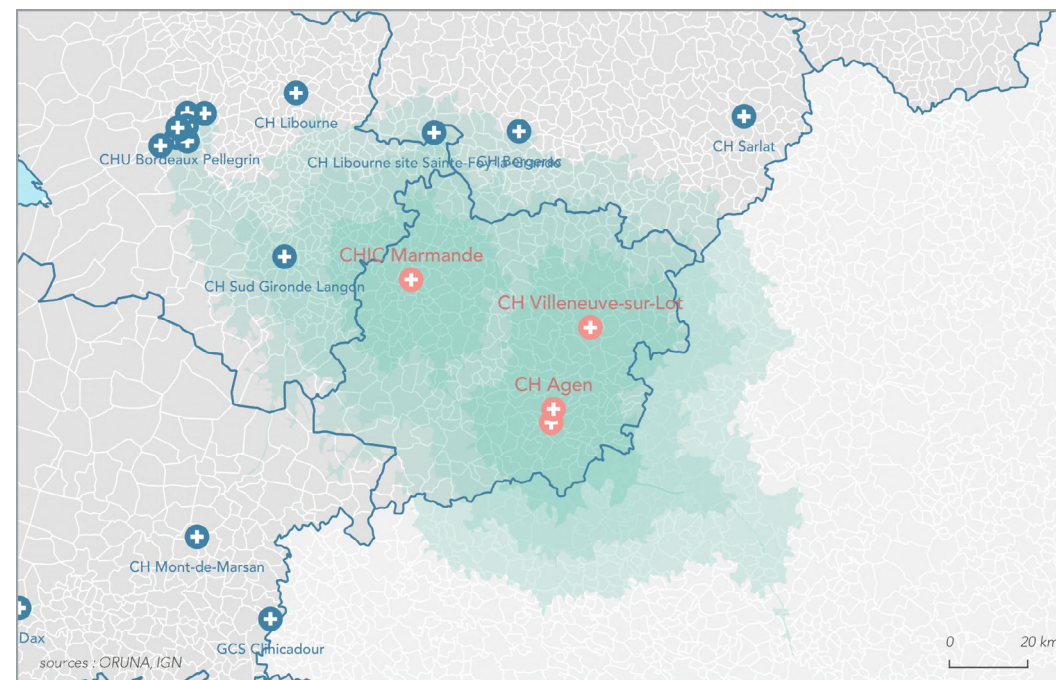 CH Libourne
CH Sarlat
CHU Bordeaux Pellegrin
CH Libourne site Sainte-Foy-la-Grande
CH Bergerac
CHIC Marmande
CH Sud Gironde Langon
CH Villeneuve-sur-Lot
CH Agen
CH Mont-de-Marsan
Dax
GCS Chnicadour
0 20 km
sources : ORUNA, IGN